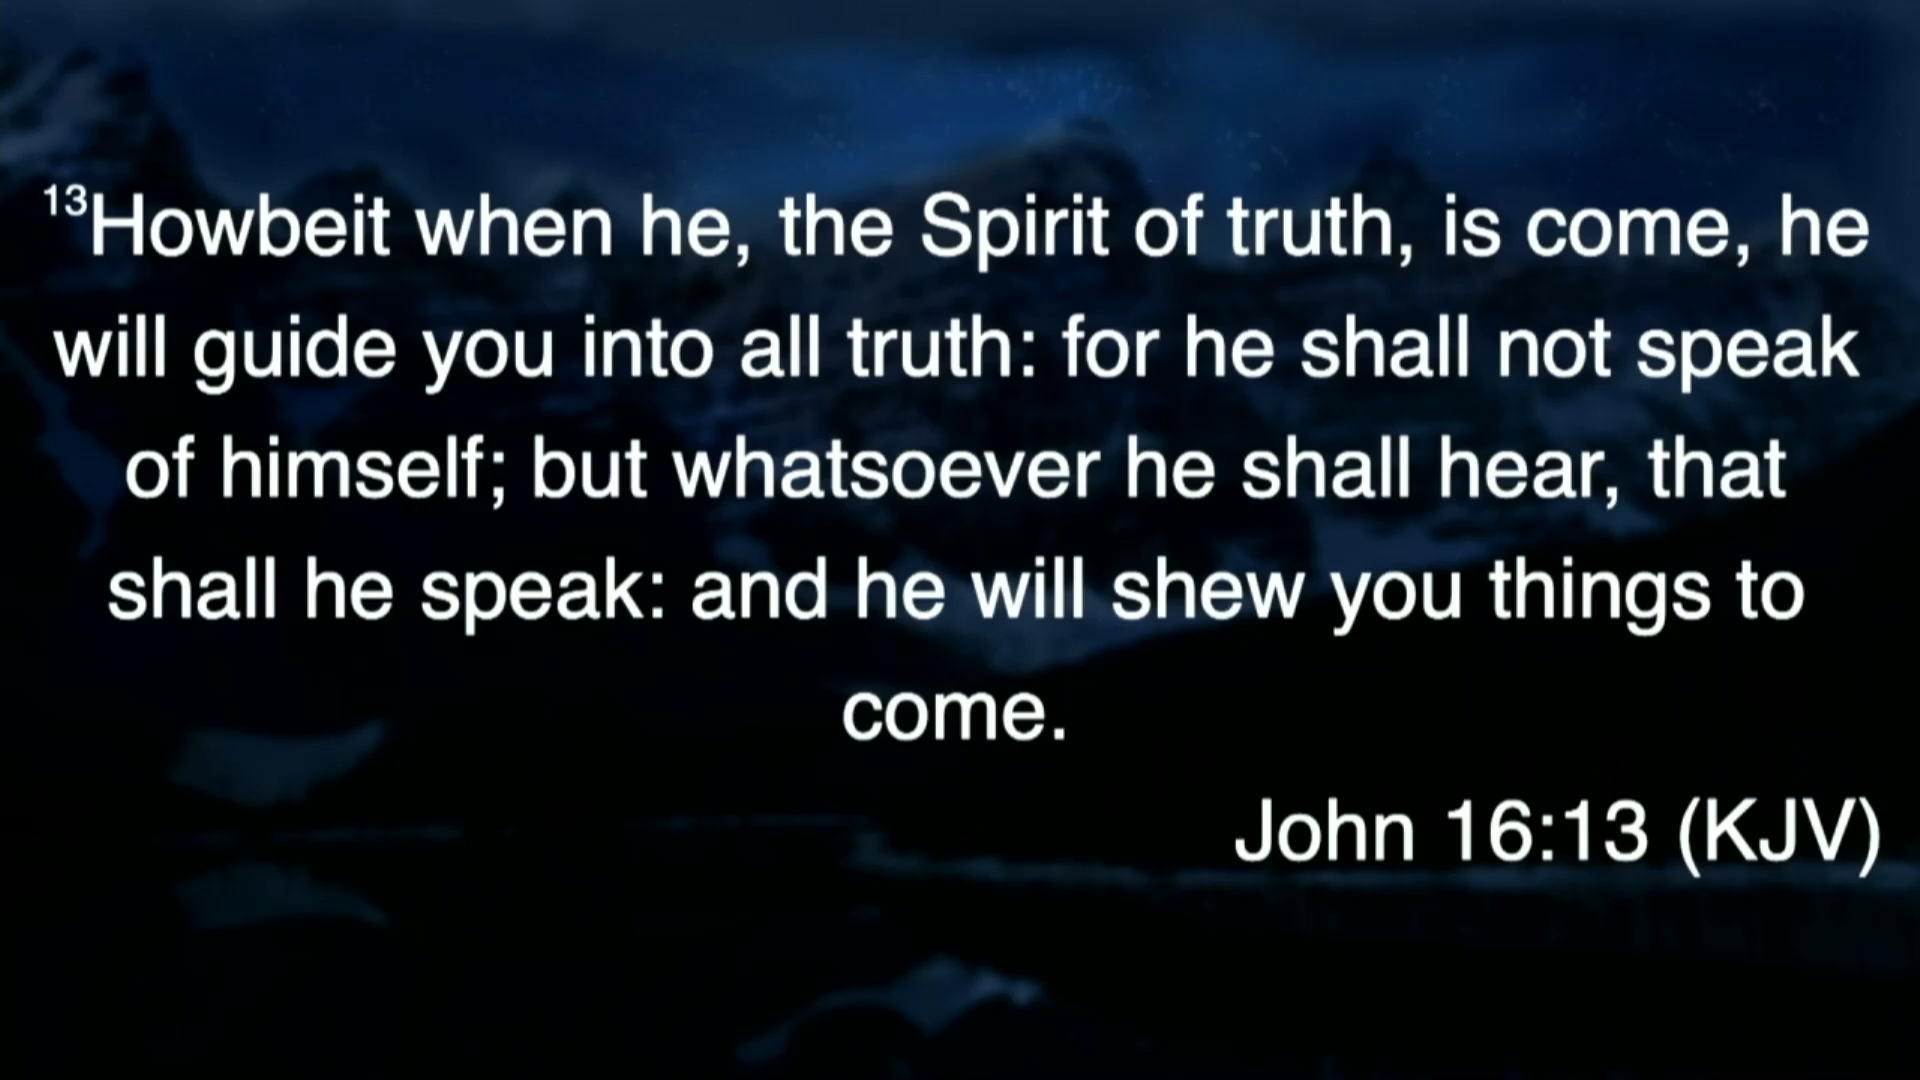 ¹³Howbeit when he, the Spirit of truth, is come, he
will guide you into all truth: for he shall not speak
of himself; but whatsoever he shall hear, that
shall he speak: and he will shew you things to
come.
John 16:13 (KJV)